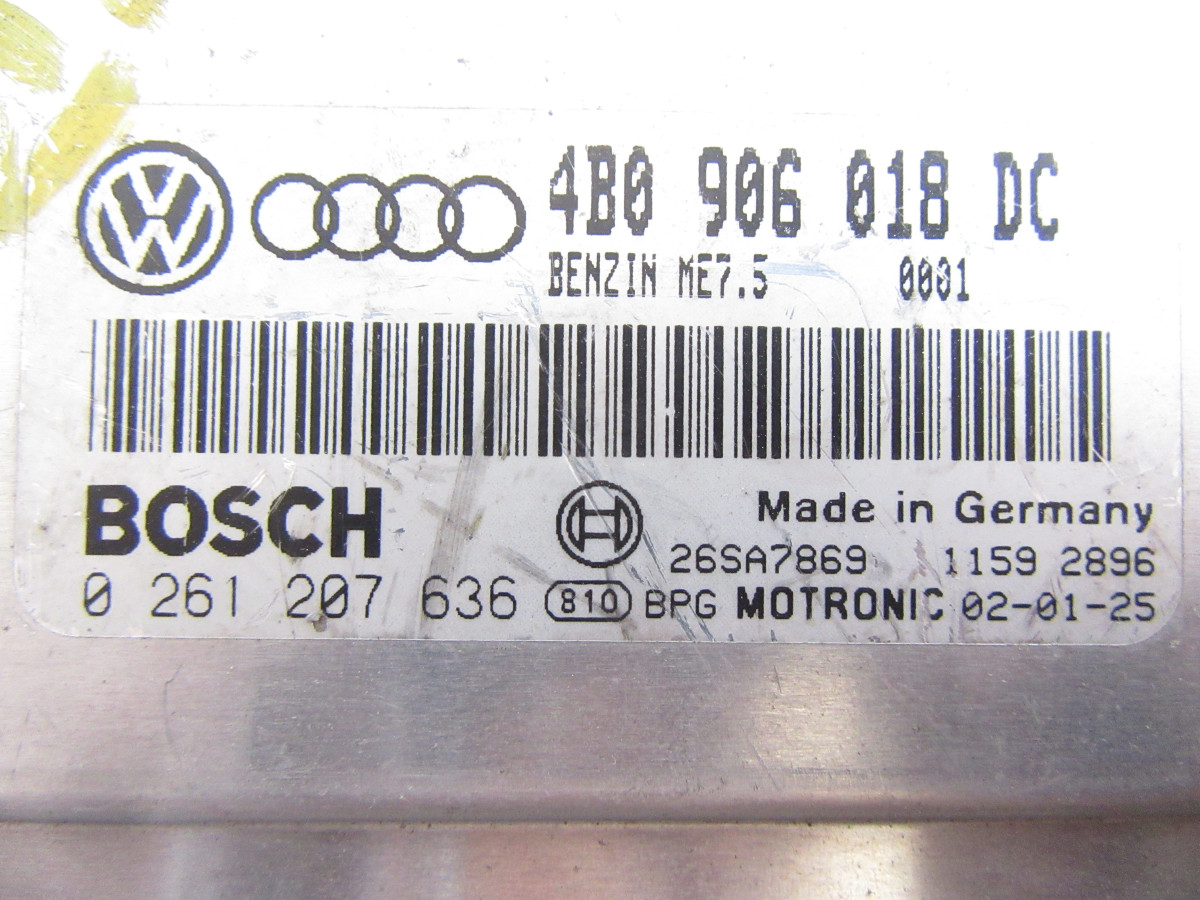 4B0 906 018 DC
BENZIN ME7.5 0001
BOSCH
Made in Germany
26SA7869 1159 2896
0 261 207 636 810 BPG MOTRONIC 02-01-25